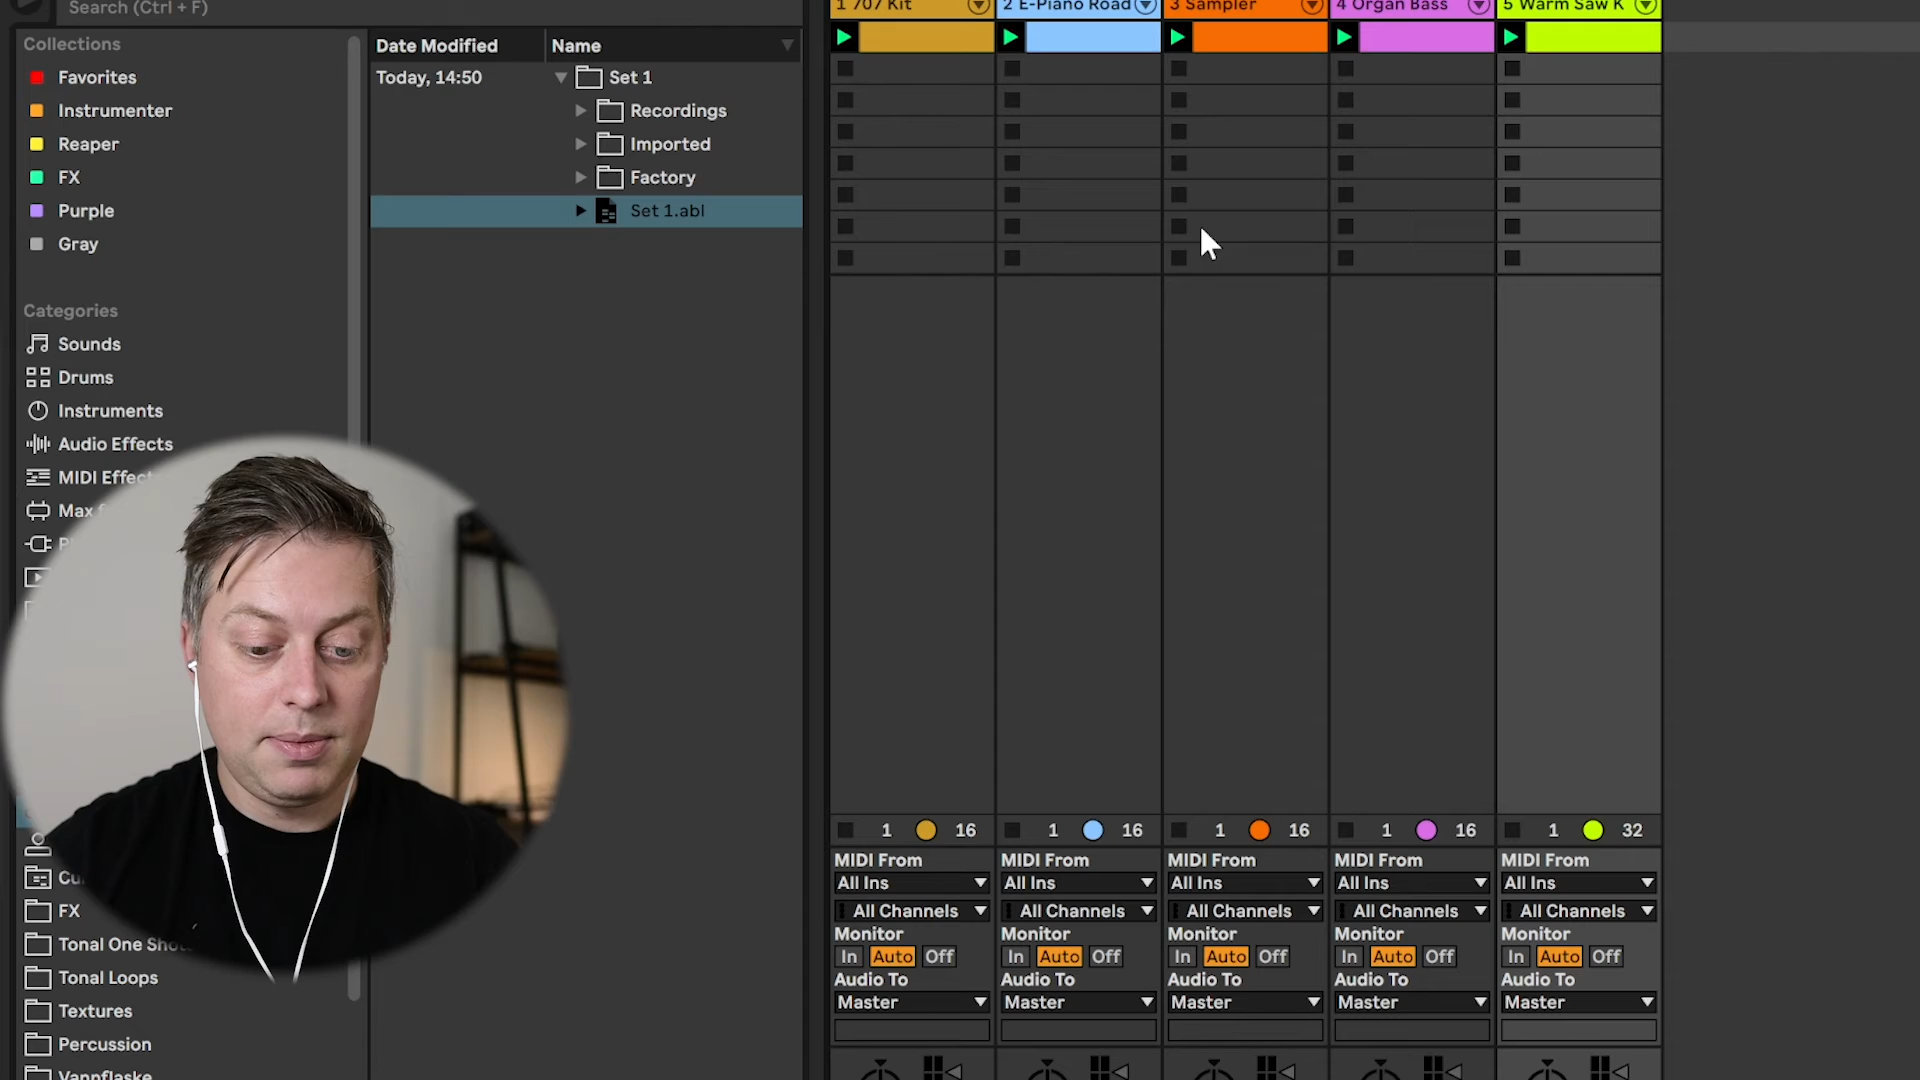 Search (Ctrl + F)
Collections
Favorites
Instrumenter
Reaper
FX
Purple
Gray
Categories
Sounds
Drums
Instruments
Audio Effects
MIDI Effect
Max f
Cu
FX
Tonal One Sho
Tonal Loops
Textures
Percussion
Vannflaske
Date Modified Name
Today, 14:50 Set 1
Recordings
Imported
Factory
Set 1.abl
1 707 Kit 2 E-Piano Road 3 Sampler 4 Organ Bass 5 Warm Saw K
1 16 1 16 1 16 1 16 1 32
MIDI From MIDI From MIDI From MIDI From MIDI From
All Ins All Ins All Ins All Ins All Ins
All Channels All Channels All Channels All Channels All Channels
Monitor Monitor Monitor Monitor Monitor
In Auto Off In Auto Off In Auto Off In Auto Off In Auto Off
Audio To Audio To Audio To Audio To Audio To
Master Master Master Master Master